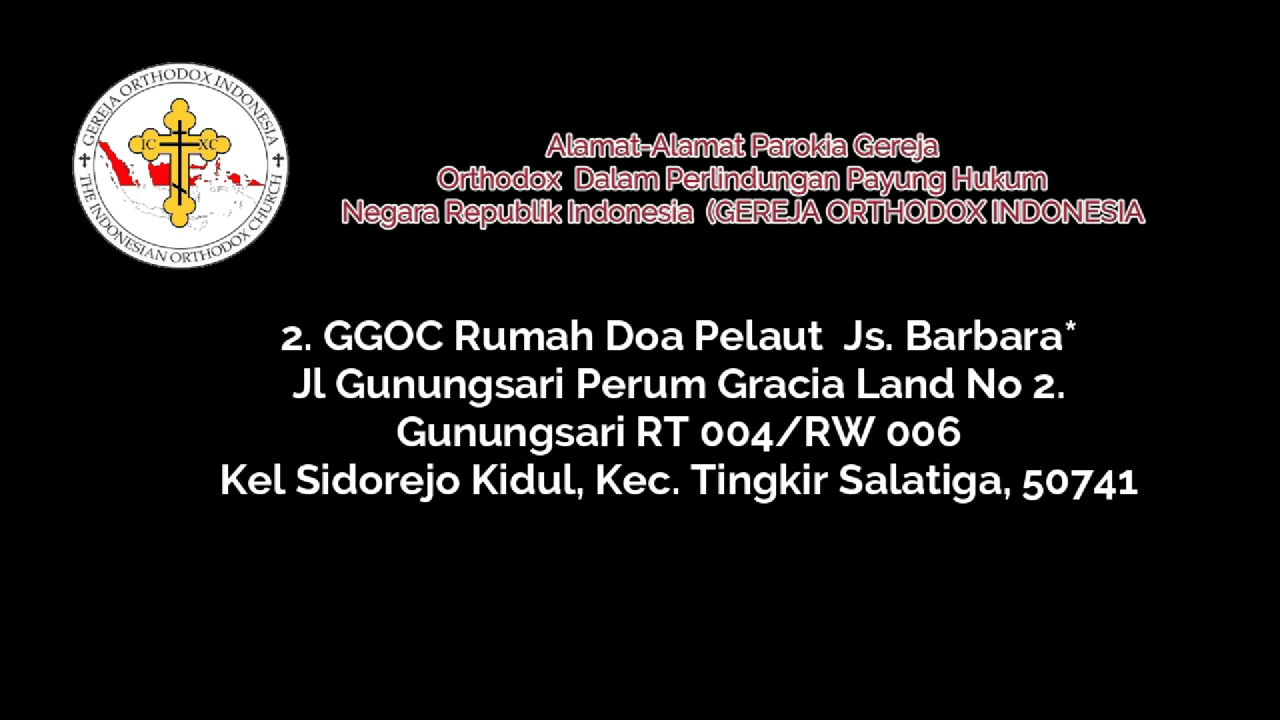 GEREJA ORTHODOX INDONESIA
IC XC
THE INDONESIAN ORTHODOX CHURCH
Alamat-Alamat Parokia Gereja
Orthodox Dalam Perlindungan Payung Hukum
Negara Republik Indonesia (GEREJA ORTHODOX INDONESIA
2. GGOC Rumah Doa Pelaut Js. Barbara*
Jl Gunungsari Perum Gracia Land No 2.
Gunungsari RT 004/RW 006
Kel Sidorejo Kidul, Kec. Tingkir Salatiga, 50741